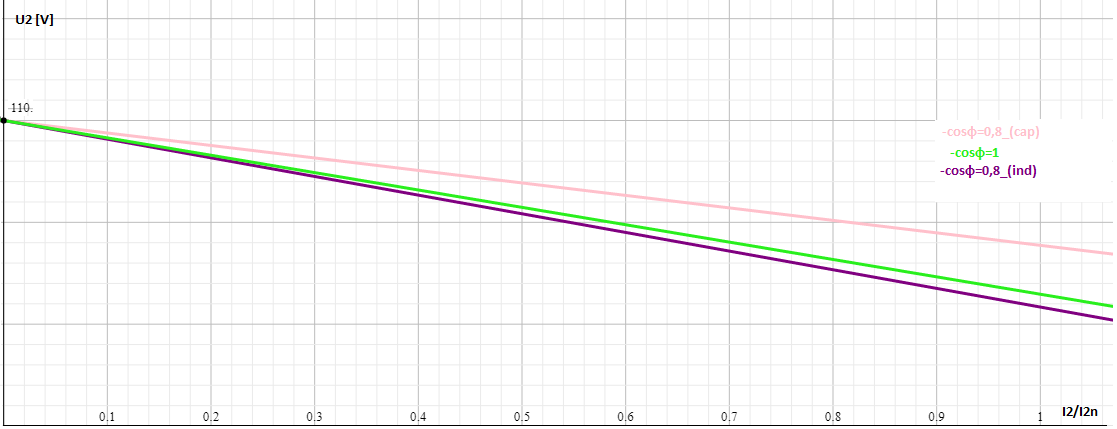 U2 [V]
110.
-cosϕ=0,8_(cap)
-cosϕ=1
-cosϕ=0,8_(ind)
0,1 0,2 0,3 0,4 0,5 0,6 0,7 0,8 0,9 1
I2/I2n